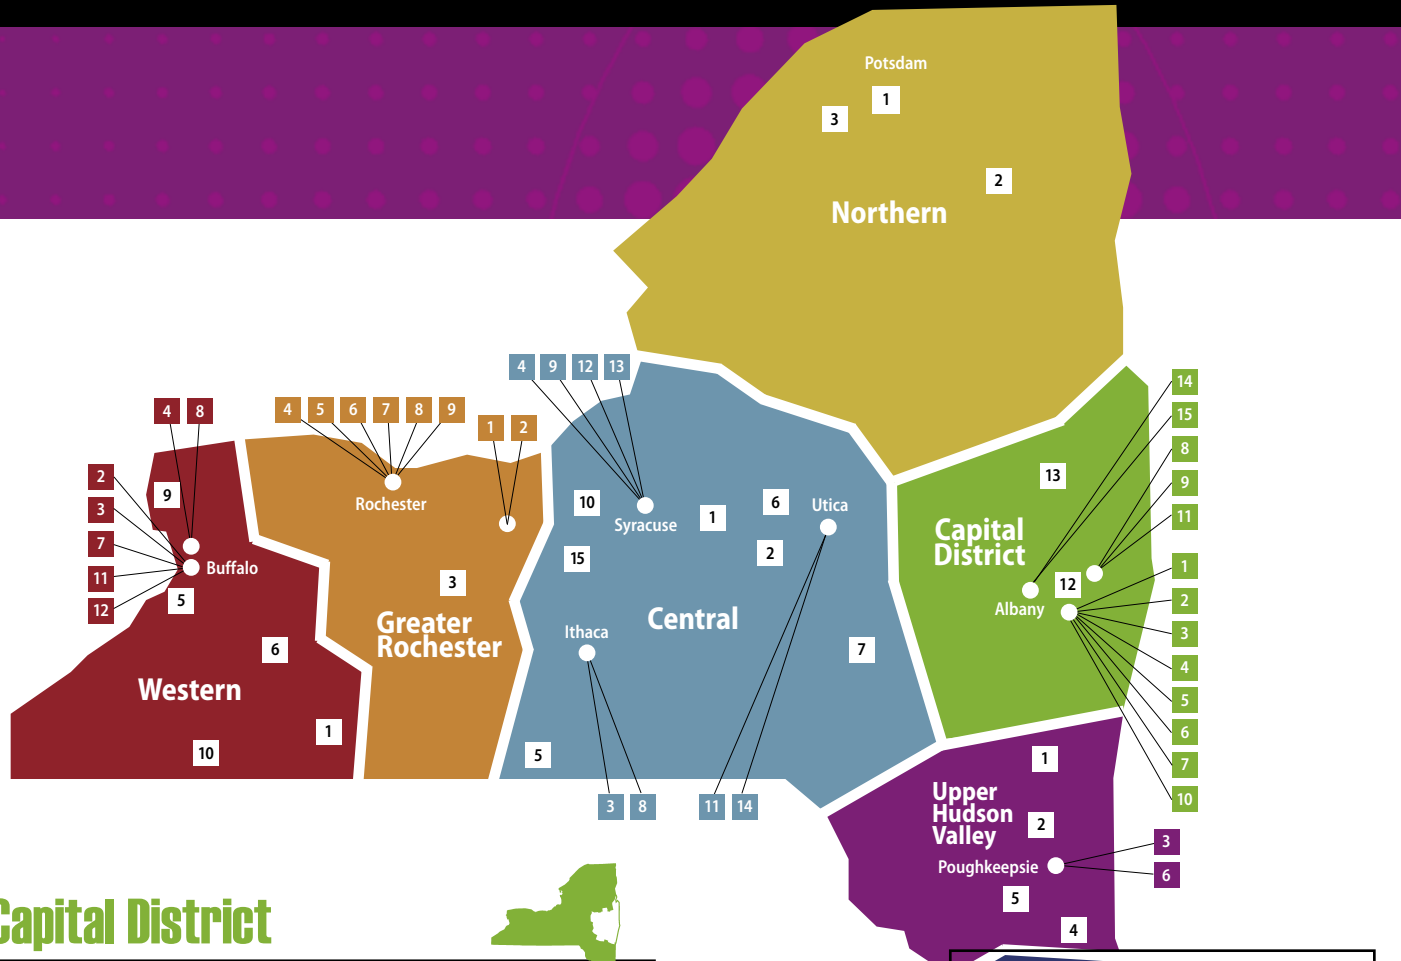 Potsdam
1
3
2
Northern
4 9 12 13
14
15
8
9
11
1
2
3
4
5
6
7
10
4 8
4 5 6 7 8 9
1 2
2
3
7
11
12
9
Buffalo
5
6
Western
1
10
Rochester
3
Greater
Rochester
10
Syracuse
1
6
Utica
15
2
Ithaca
Central
7
5
3 8
11 14
13
Capital
District
12
Albany
1
Upper
Hudson
Valley
2
Poughkeepsie
3
6
5
4
Capital District